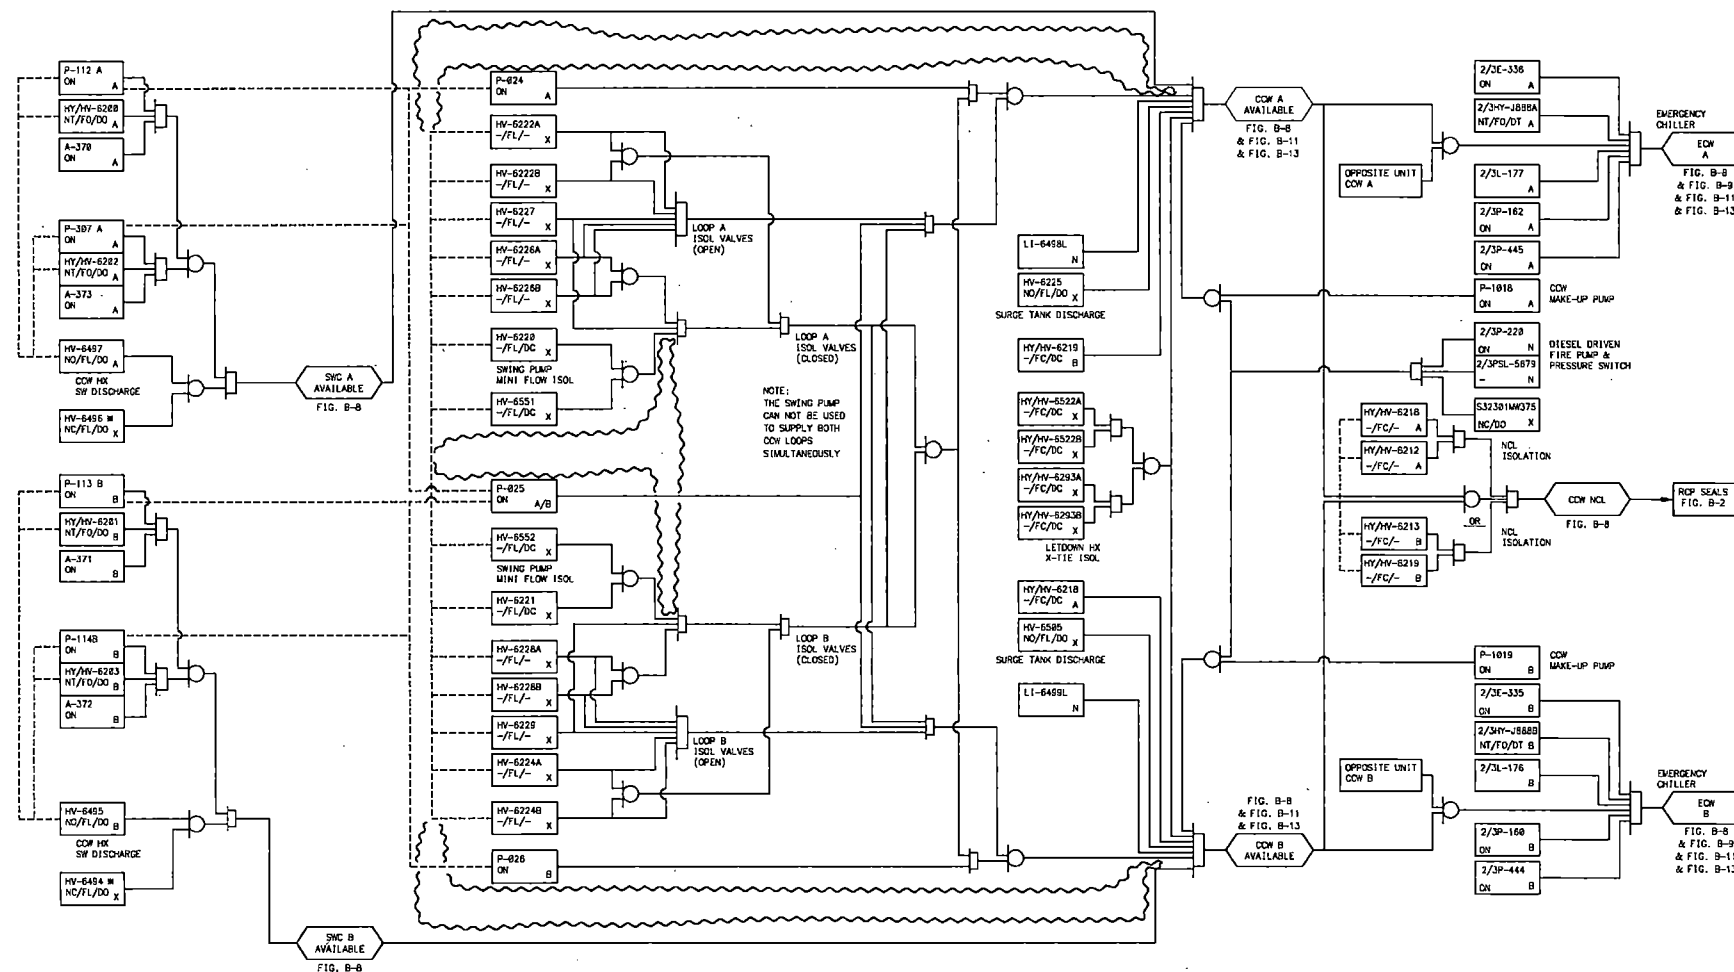 P-112 A
ON
A
HY/HV-6200
NT/FO/DO A
A-370
ON
A
P-307 A
ON
A
HY/HV-6202
NT/FO/DO A
A-373
ON
A
HV-6497
NO/FL/DO A
CCW HX
SW DISCHARGE
HV-6496 *
NC/FL/DO X
SWC A
AVAILABLE
FIG. B-8
P-113 B
ON
B
HY/HV-6201
NT/FO/DO B
A-371
ON
B
P-114B
ON
B
HY/HV-6203
NT/FO/DO B
A-372
ON
B
HV-6495
NO/FL/DO B
CCW HX
SW DISCHARGE
HV-6494 *
NC/FL/DO X
SWC B
AVAILABLE
FIG. B-8
P-024
ON
A
HV-6222A
-/FL/- X
HV-6222B
-/FL/- X
HV-6227
-/FL/- X
HV-6226A
-/FL/- X
HV-6226B
-/FL/- X
HV-6220
-/FL/DC X
SWING PUMP
MINI FLOW ISOL
HV-6551
-/FL/DC X
P-025
ON
A/B
HV-6552
-/FL/DC X
SWING PUMP
MINI FLOW ISOL
HV-6221
-/FL/DC X
HV-6228A
-/FL/- X
HV-6228B
-/FL/- X
HV-6229
-/FL/- X
HV-6224A
-/FL/- X
HV-6224B
-/FL/- X
P-026
ON
B
LOOP A
ISOL VALVES
(OPEN)
LOOP A
ISOL VALVES
(CLOSED)
NOTE:
THE SWING PUMP
CAN NOT BE USED
TO SUPPLY BOTH
CCW LOOPS
SIMULTANEOUSLY
LOOP B
ISOL VALVES
(CLOSED)
LOOP B
ISOL VALVES
(OPEN)
LI-6498L
N
HV-6225
NO/FL/DO X
SURGE TANK DISCHARGE
HY/HV-6219
-/FC/DC B
HY/HV-6522A
-/FC/DC X
HY/HV-6522B
-/FC/DC X
HY/HV-6293A
-/FC/DC X
HY/HV-6293B
-/FC/DC X
LETDOWN HX
X-TIE ISOL
HY/HV-6218
-/FC/DC A
HV-6505
NO/FL/DO X
SURGE TANK DISCHARGE
LI-6499L
N
CCW A
AVAILABLE
FIG. B-8
& FIG. B-11
& FIG. B-13
FIG. B-8
& FIG. B-11
& FIG. B-13
CCW B
AVAILABLE
OPPOSITE UNIT
CCW A
2/3E-336
ON A
2/3HY-J888A
NT/FO/DT A
2/3L-177
A
2/3P-162
ON A
2/3P-445
ON A
EMERGENCY
CHILLER
ECW
A
FIG. B-8
& FIG. B-9
& FIG. B-11
& FIG. B-13
P-1018
ON A
CCW
MAKE-UP PUMP
2/3P-220
ON N
2/3PSL-5879
- N
DIESEL DRIVEN
FIRE PUMP &
PRESSURE SWITCH
S32301MW375
NC/DO X
HY/HV-6218
-/FC/- A
HY/HV-6212
-/FC/- A
NCL
ISOLATION
OR
HY/HV-6213
-/FC/- B
HY/HV-6219
-/FC/- B
NCL
ISOLATION
CCW NCL
FIG. B-8
RCP SEALS
FIG. B-2
P-1019
ON B
CCW
MAKE-UP PUMP
2/3E-335
ON B
2/3HY-J888B
NT/FO/DT B
2/3L-176
B
OPPOSITE UNIT
CCW B
2/3P-160
ON B
2/3P-444
ON B
EMERGENCY
CHILLER
ECW
B
FIG. B-8
& FIG. B-9
& FIG. B-11
& FIG. B-13